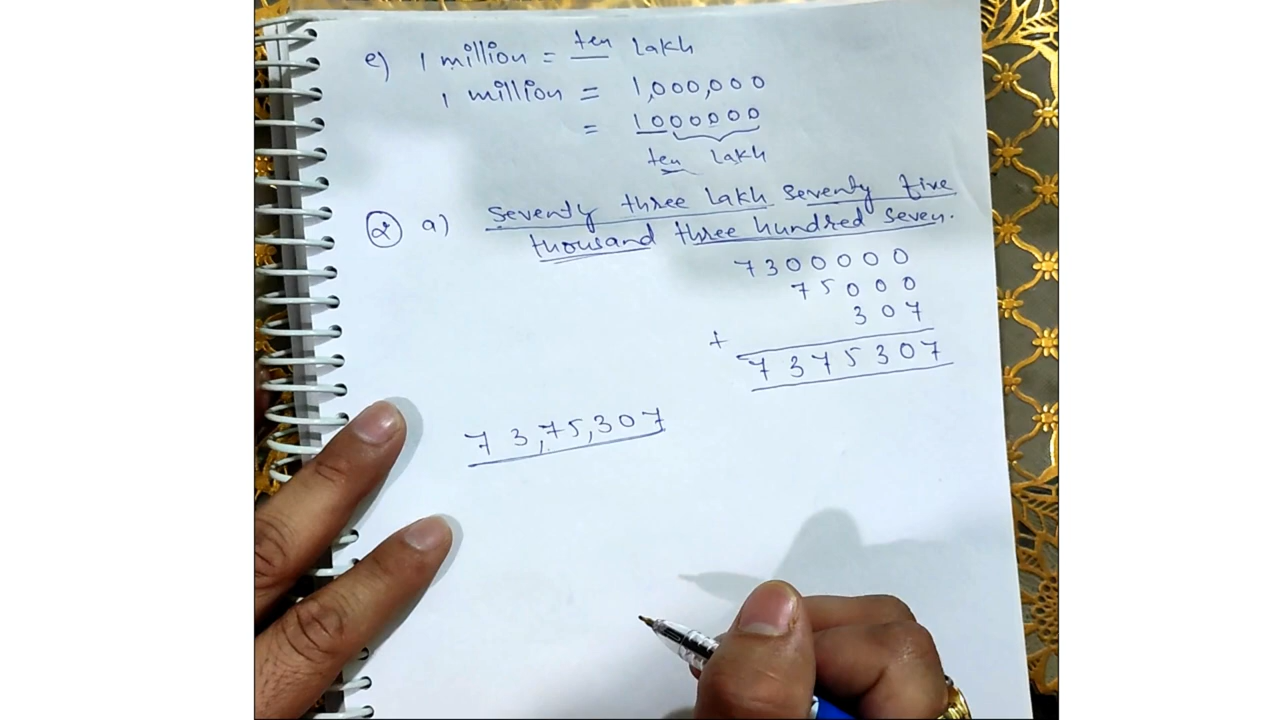 e) 1 million = ten lakh
1 million = 1,000,000
= 1000000
ten lakh
2 a) Seventy three lakh seventy five
thousand three hundred seven.
7300000
75000
307
+
7375307
73,75,307